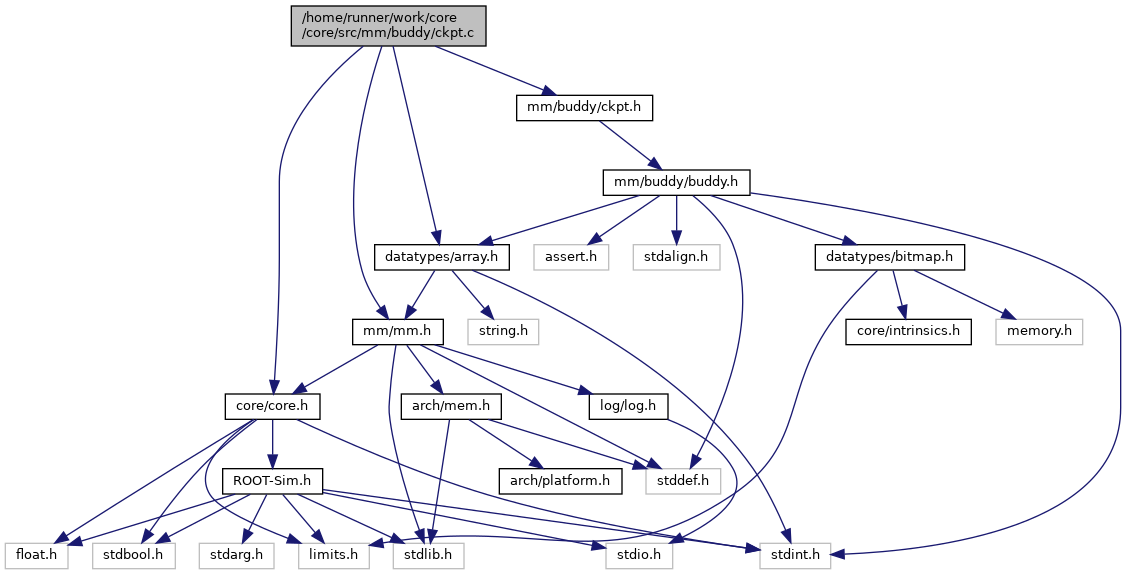 /home/runner/work/core
/core/src/mm/buddy/ckpt.c
mm/buddy/ckpt.h
mm/buddy/buddy.h
datatypes/array.h
assert.h
stdalign.h
datatypes/bitmap.h
mm/mm.h
string.h
core/intrinsics.h
memory.h
core/core.h
arch/mem.h
log/log.h
ROOT-Sim.h
arch/platform.h
stddef.h
float.h
stdbool.h
stdarg.h
limits.h
stdlib.h
stdio.h
stdint.h